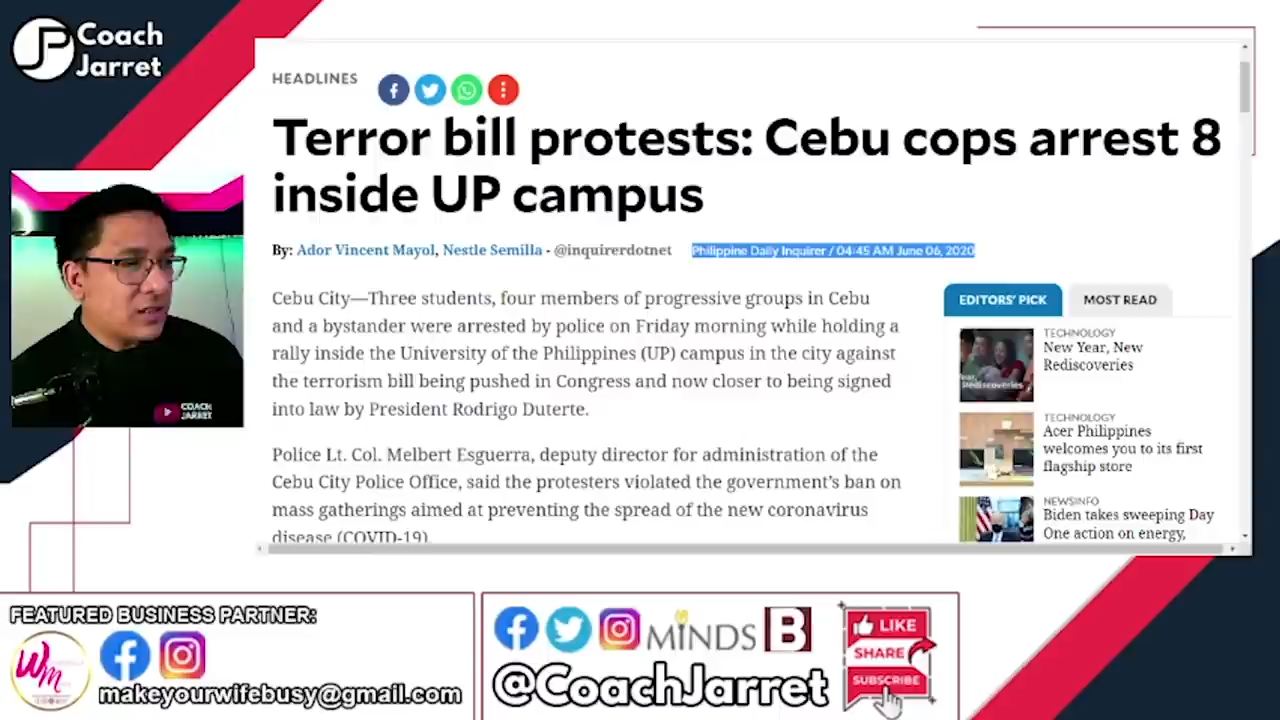 Coach
Jarret
HEADLINES
Terror bill protests: Cebu cops arrest 8
inside UP campus
By: Ador Vincent Mayol, Nestle Semilla - @inquirerdotnet Philippine Daily Inquirer / 04:45 AM June 06, 2020
Cebu City—Three students, four members of progressive groups in Cebu
and a bystander were arrested by police on Friday morning while holding a
rally inside the University of the Philippines (UP) campus in the city against
the terrorism bill being pushed in Congress and now closer to being signed
into law by President Rodrigo Duterte.
Police Lt. Col. Melbert Esguerra, deputy director for administration of the
Cebu City Police Office, said the protesters violated the government's ban on
mass gatherings aimed at preventing the spread of the new coronavirus
disease (COVID-19).
EDITORS' PICK
MOST READ
TECHNOLOGY
New Year, New
Rediscoveries
TECHNOLOGY
Acer Philippines
welcomes you to its first
flagship store
NEWSINFO
Biden takes sweeping Day
One action on energy,
COACH
JARRET
FEATURED BUSINESS PARTNER:
Wm
makeyourwifebusy@gmail.com
MINDS
B
@CoachJarret
LIKE
SHARE
SUBSCRIBE